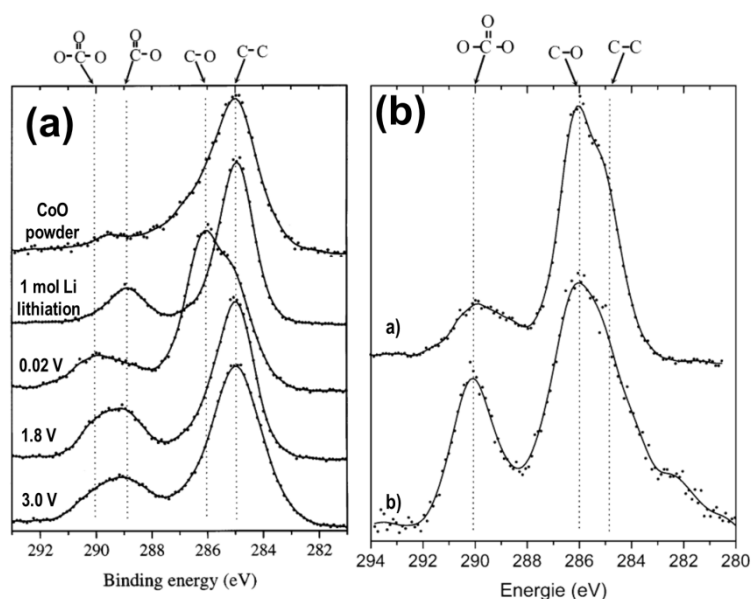 O O
O-C-O O-C-O C-O C-C
(a)
CoO
powder
1 mol Li
lithiation
0.02 V
1.8 V
3.0 V
292 290 288 286 284 282
Binding energy (eV)
O
O-C-O C-O C-C
(b)
a)
b)
294 292 290 288 286 284 282 280
Energie (eV)